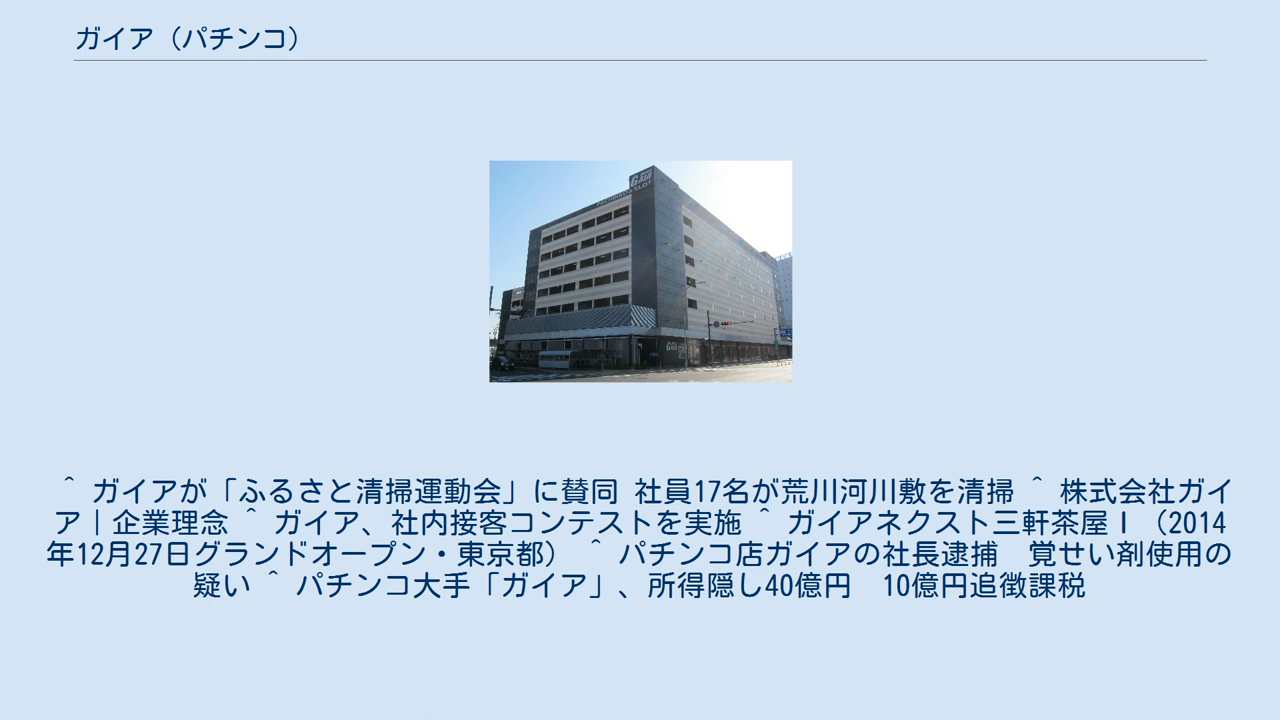 ガイア（パチンコ）
GAIA
^ ガイアが「ふるさと清掃運動会」に賛同 社員17名が荒川河川敷を清掃 ^ 株式会社ガイ
ア｜企業理念 ^ ガイア、社内接客コンテストを実施 ^ ガイアネクスト三軒茶屋Ⅰ（2014
年12月27日グランドオープン・東京都） ^ パチンコ店ガイアの社長逮捕　覚せい剤使用の
疑い ^ パチンコ大手「ガイア」、所得隠し40億円　10億円追徴課税